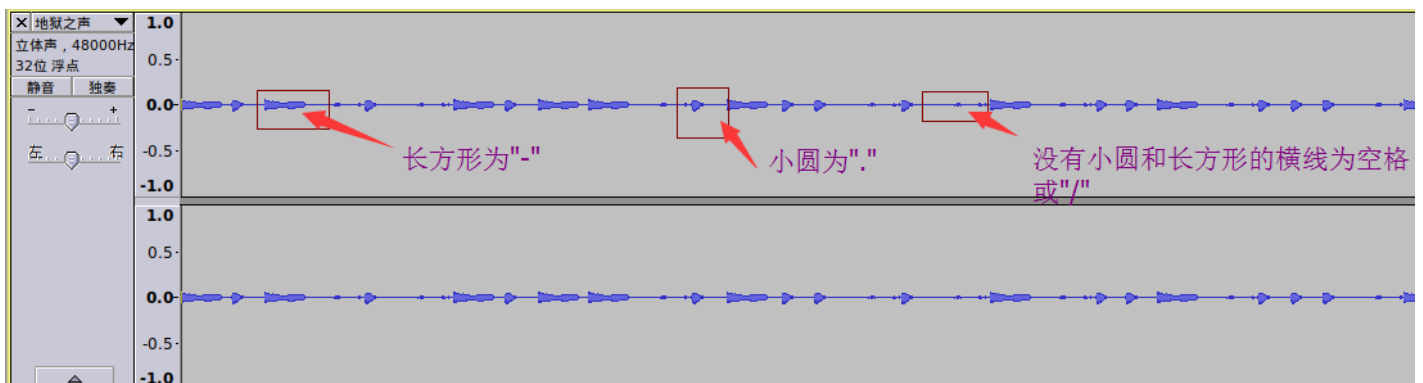 × 地狱之声 ▼ 1.0
立体声,48000Hz
32位 浮点
静音 独奏
- +
左 右
0.5
0.0
-0.5
-1.0
长方形为"-"
小圆为"."
没有小圆和长方形的横线为空格
或"/"
1.0
0.5
0.0
-0.5
-1.0